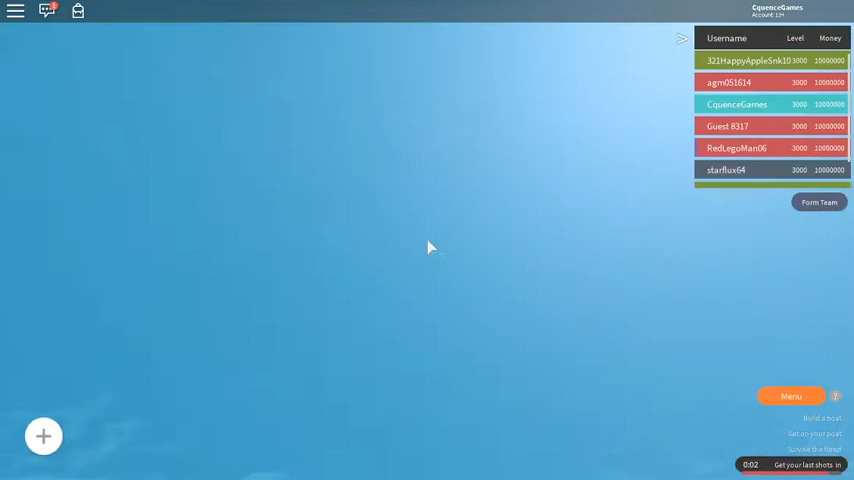 CquenceGames
Account: 13+
Username Level Money
321HappyAppleSnk10 3000 10000000
agm051614 3000 10000000
CquenceGames 3000 10000000
Guest 8317 3000 10000000
RedLegoMan06 3000 10000000
starflux64 3000 10000000
Form Team
Menu ?
Build a boat
Get on your boat
Survive the flood
0:02 Get your last shots in